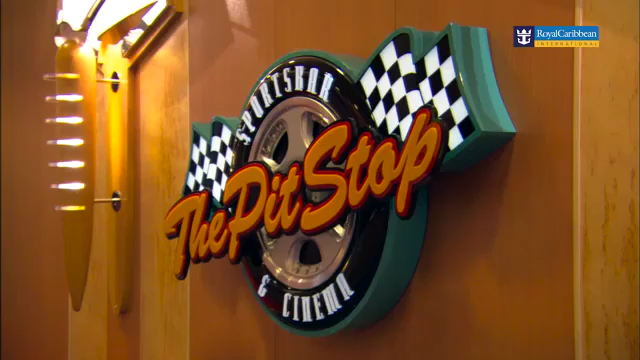 RoyalCaribbean
INTERNATIONAL
SPORTSBAR
The Pit Stop
& CINEMA